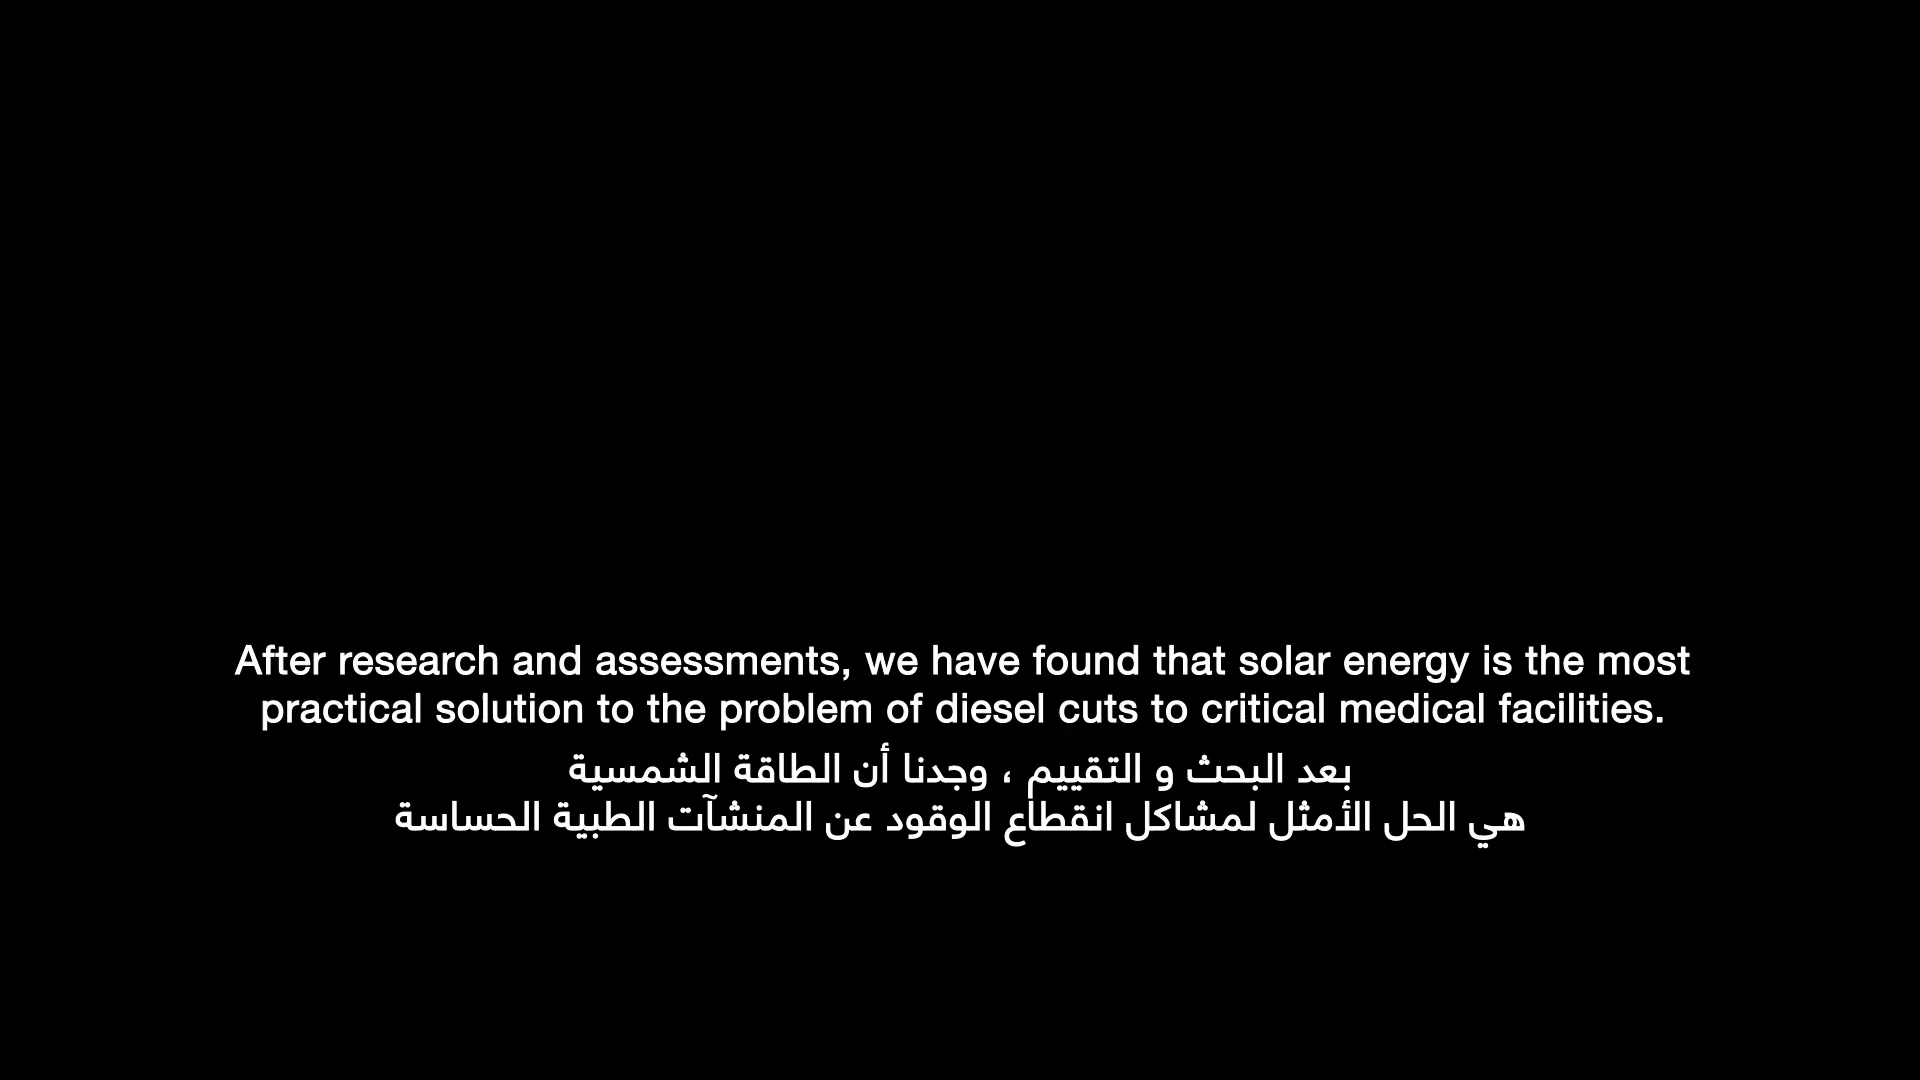 After research and assessments, we have found that solar energy is the most
practical solution to the problem of diesel cuts to critical medical facilities.
بعد البحث و التقييم ، وجدنا أن الطاقة الشمسية
هي الحل الأمثل لمشاكل انقطاع الوقود عن المنشآت الطبية الحساسة